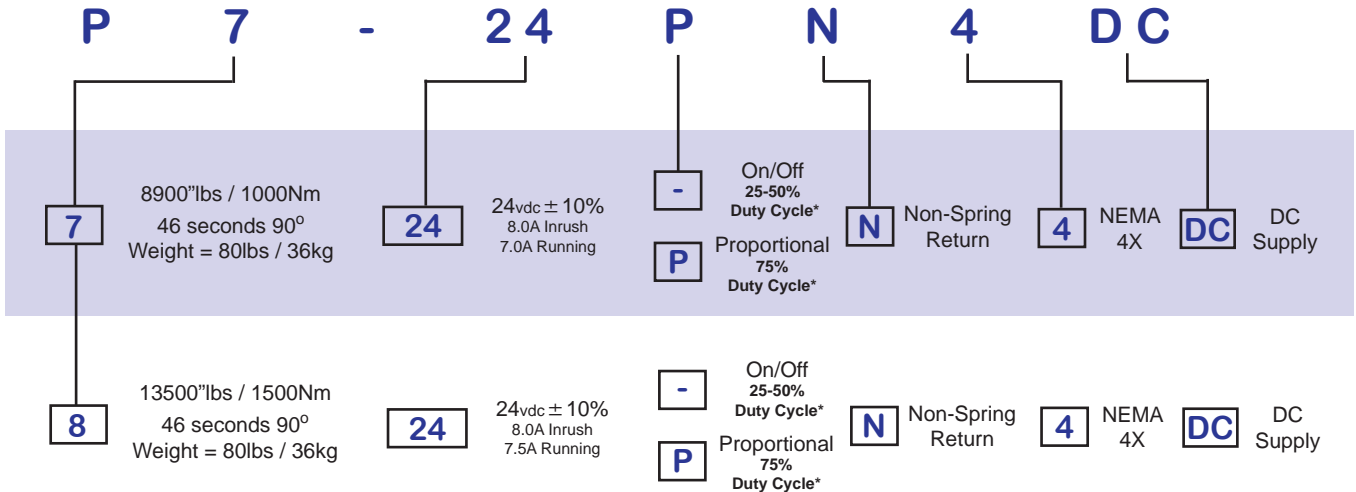 P 7 - 24 P N 4 DC
7
8900"lbs / 1000Nm
46 seconds 90°
Weight = 80lbs / 36kg
24
24vdc ± 10%
8.0A Inrush
7.0A Running
-
On/Off
25-50%
Duty Cycle*
P
Proportional
75%
Duty Cycle*
N
Non-Spring
Return
4
NEMA
4X
DC
DC
Supply
8
13500"lbs / 1500Nm
46 seconds 90°
Weight = 80lbs / 36kg
24
24vdc ± 10%
8.0A Inrush
7.5A Running
-
On/Off
25-50%
Duty Cycle*
P
Proportional
75%
Duty Cycle*
N
Non-Spring
Return
4
NEMA
4X
DC
DC
Supply